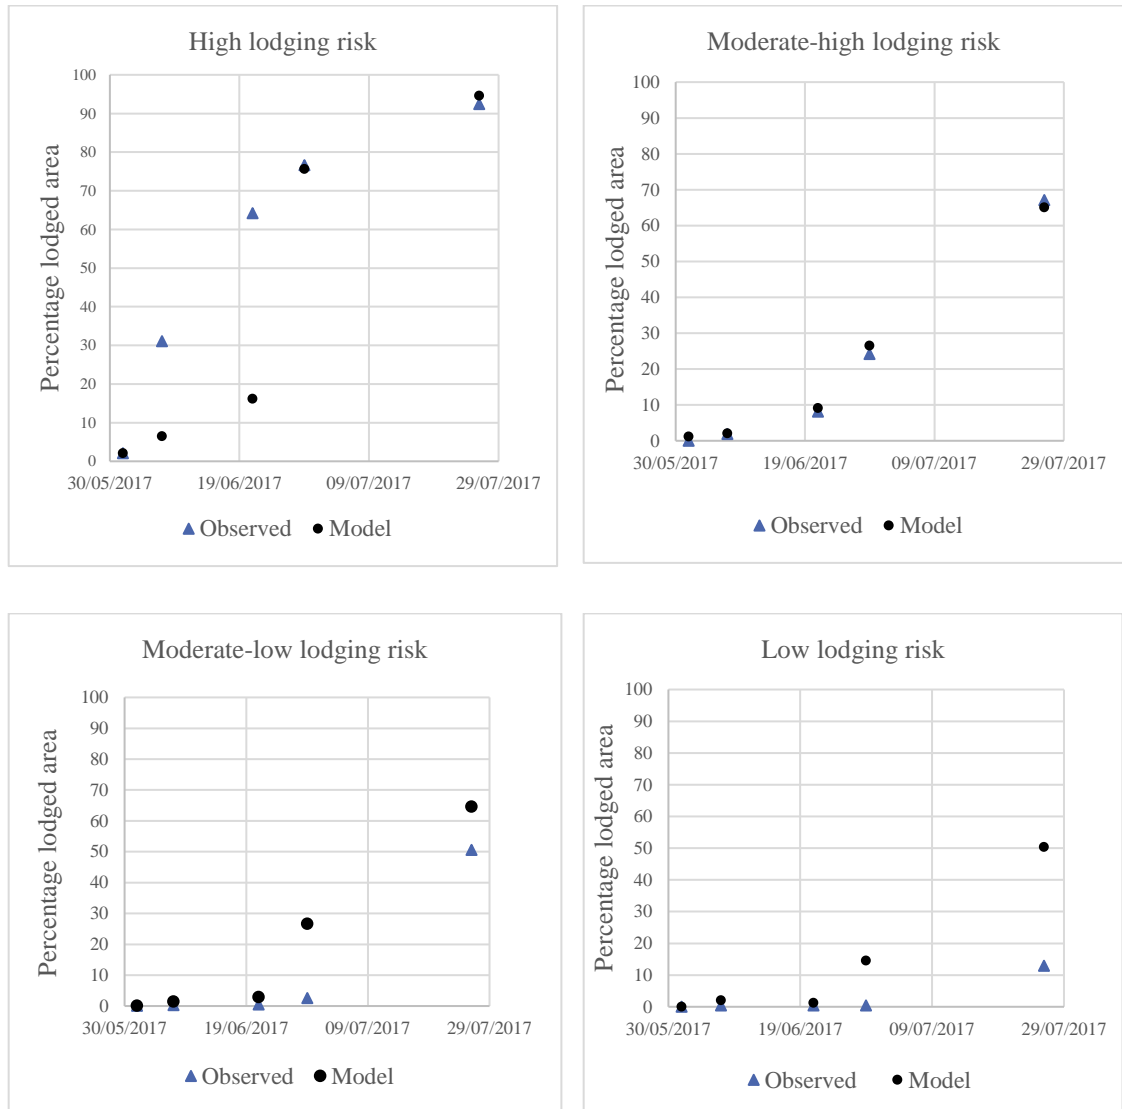 High lodging risk
Percentage lodged area
100
90
80
70
60
50
40
30
20
10
0
30/05/2017 19/06/2017 09/07/2017 29/07/2017
Observed Model
Moderate-high lodging risk
Percentage lodged area
100
90
80
70
60
50
40
30
20
10
0
30/05/2017 19/06/2017 09/07/2017 29/07/2017
Observed Model
Moderate-low lodging risk
Percentage lodged area
100
90
80
70
60
50
40
30
20
10
0
30/05/2017 19/06/2017 09/07/2017 29/07/2017
Observed Model
Low lodging risk
Percentage lodged area
100
90
80
70
60
50
40
30
20
10
0
30/05/2017 19/06/2017 09/07/2017 29/07/2017
Observed Model